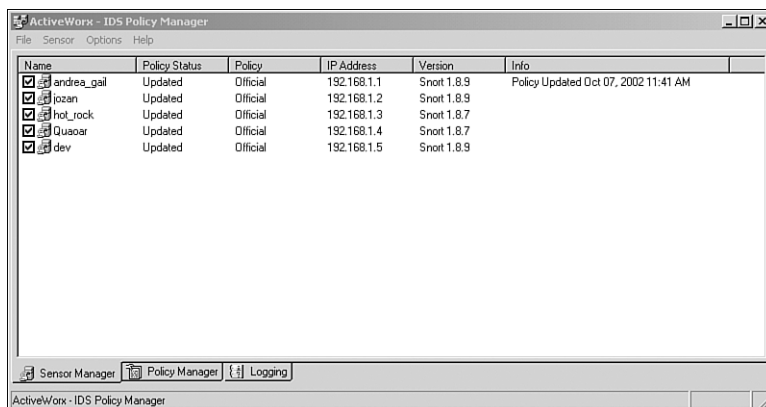 ActiveWorx - IDS Policy Manager
File Sensor Options Help
Name Policy Status Policy IP Address Version Info
andrea_gail Updated Official 192.168.1.1 Snort 1.8.9 Policy Updated Oct 07, 2002 11:41 AM
jozan Updated Official 192.168.1.2 Snort 1.8.9
hot_rock Updated Official 192.168.1.3 Snort 1.8.7
Quaoar Updated Official 192.168.1.4 Snort 1.8.7
dev Updated Official 192.168.1.5 Snort 1.8.9
Sensor Manager Policy Manager Logging
ActiveWorx - IDS Policy Manager